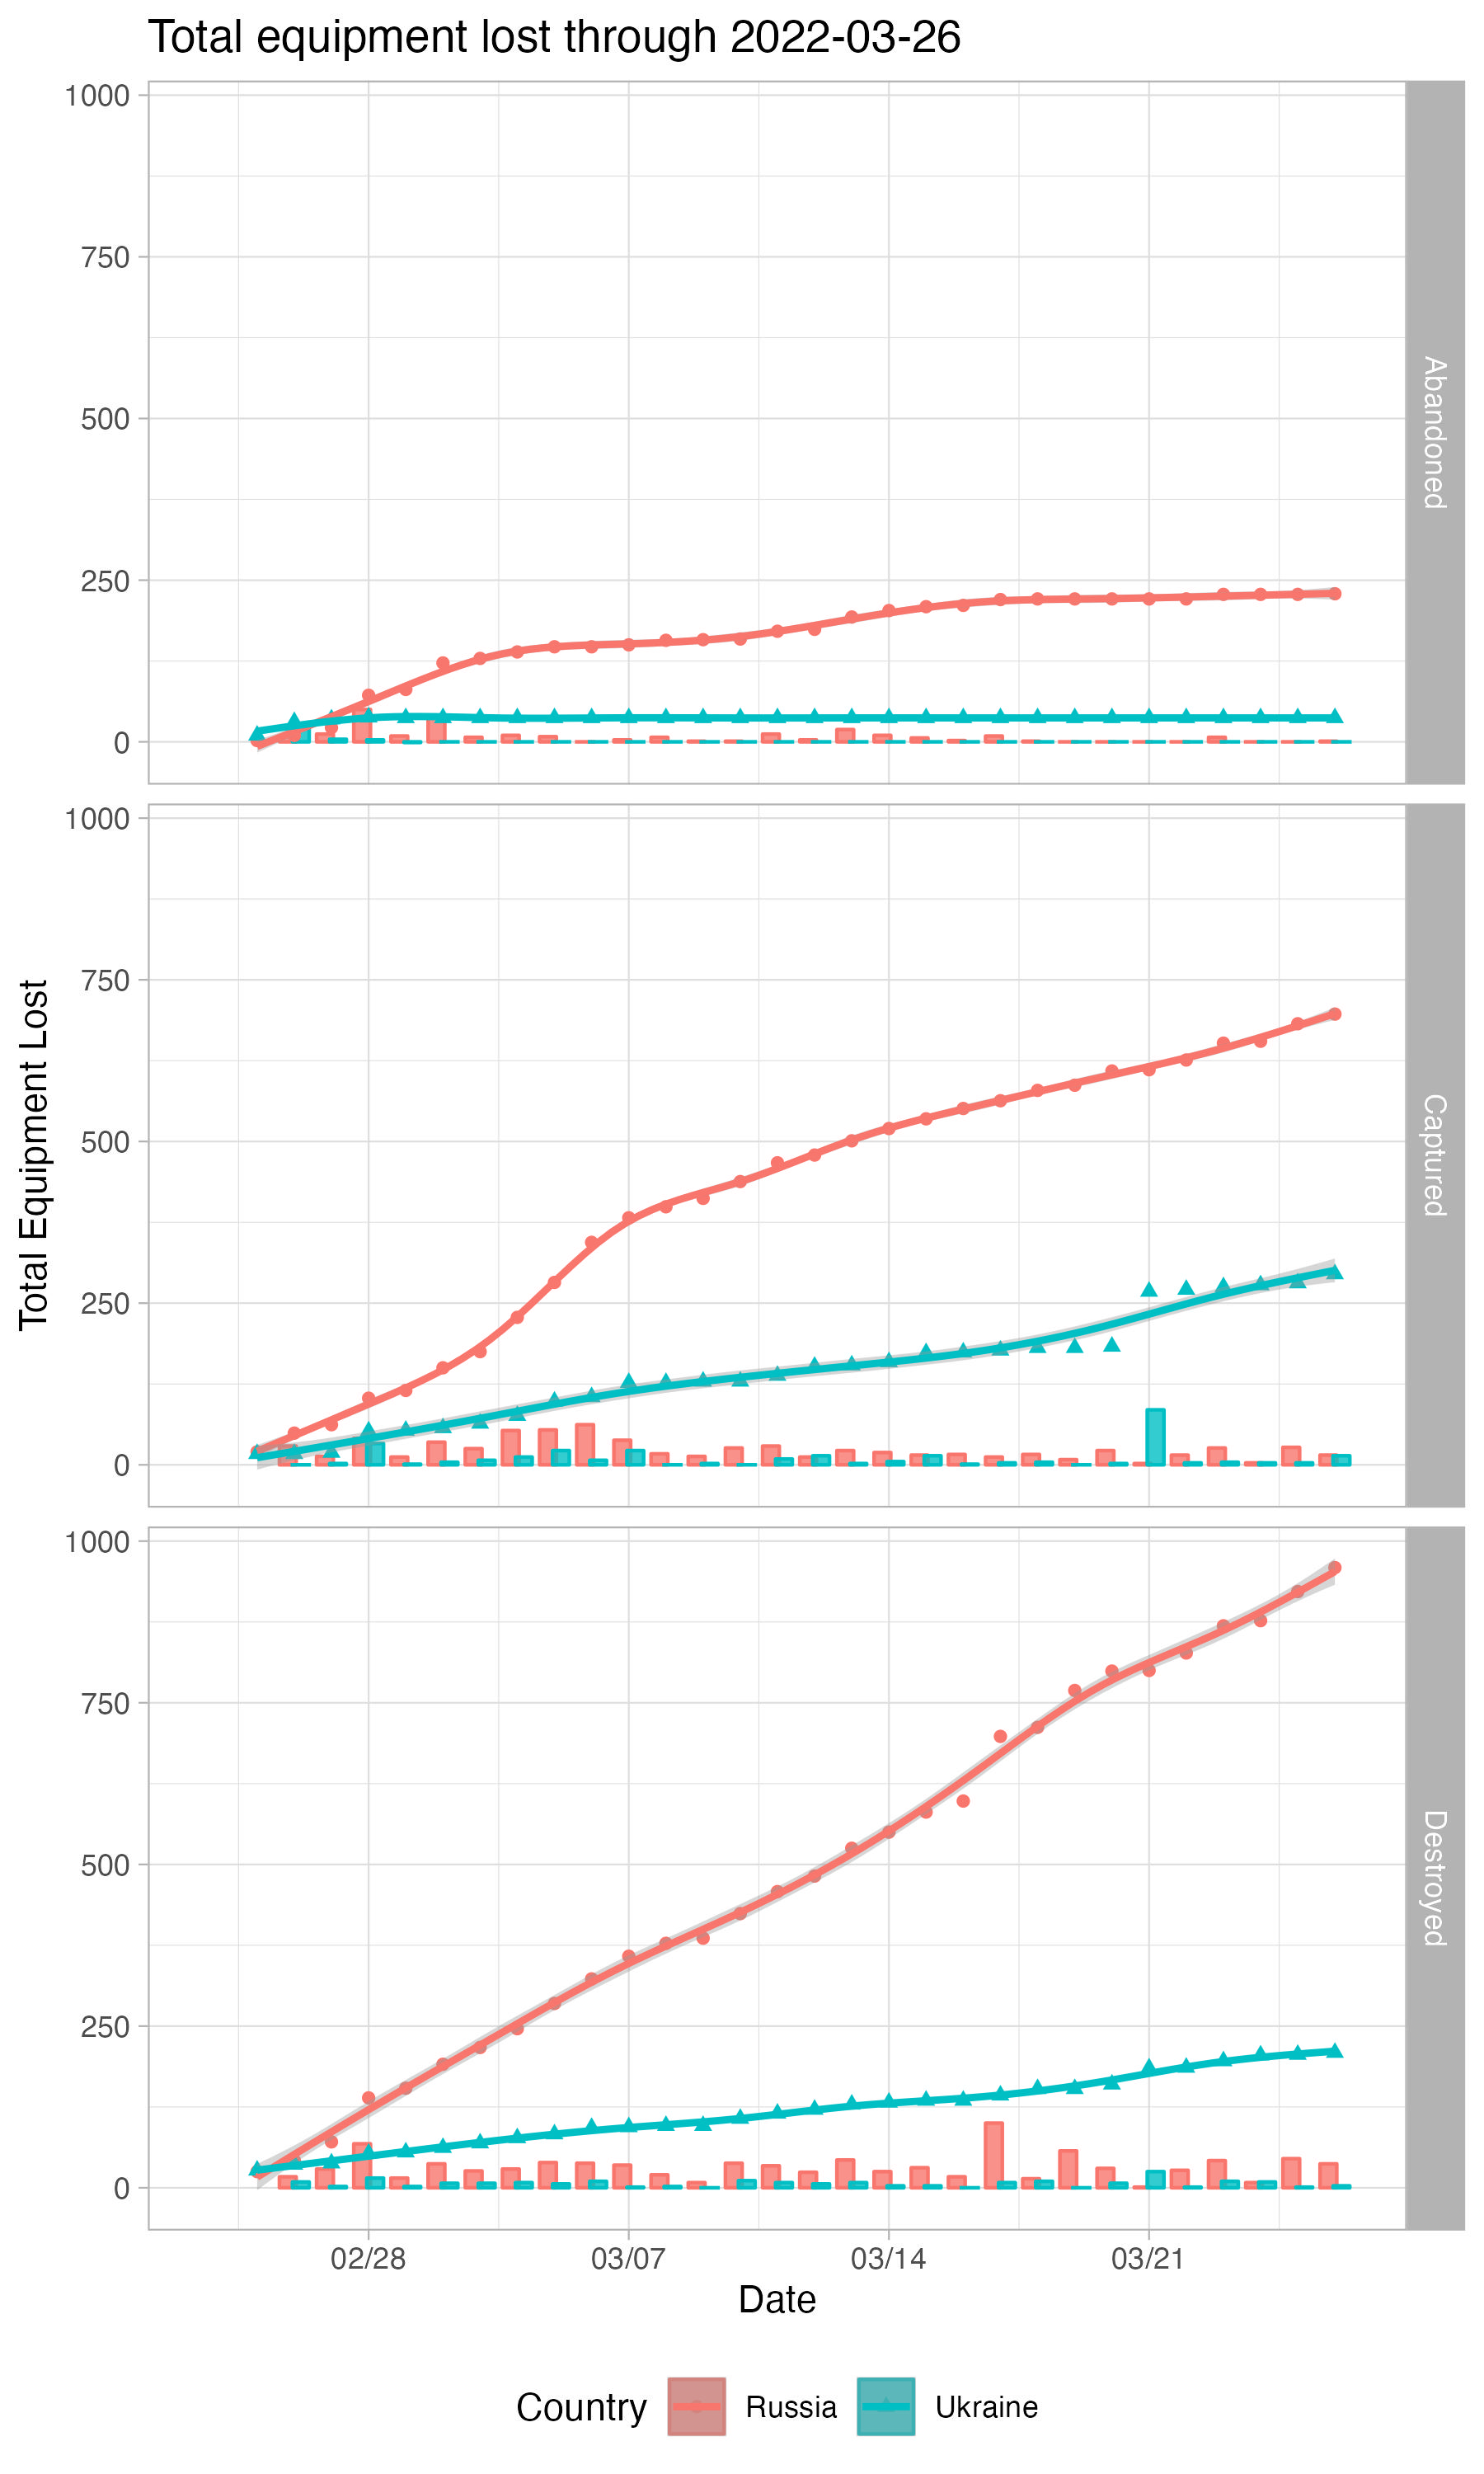 Total equipment lost through 2022-03-26
1000
750
500
250
0
Abandoned
Total Equipment Lost
1000
750
500
250
0
Captured
1000
750
500
250
0
Destroyed
02/28 03/07 03/14 03/21
Date
Country Russia Ukraine